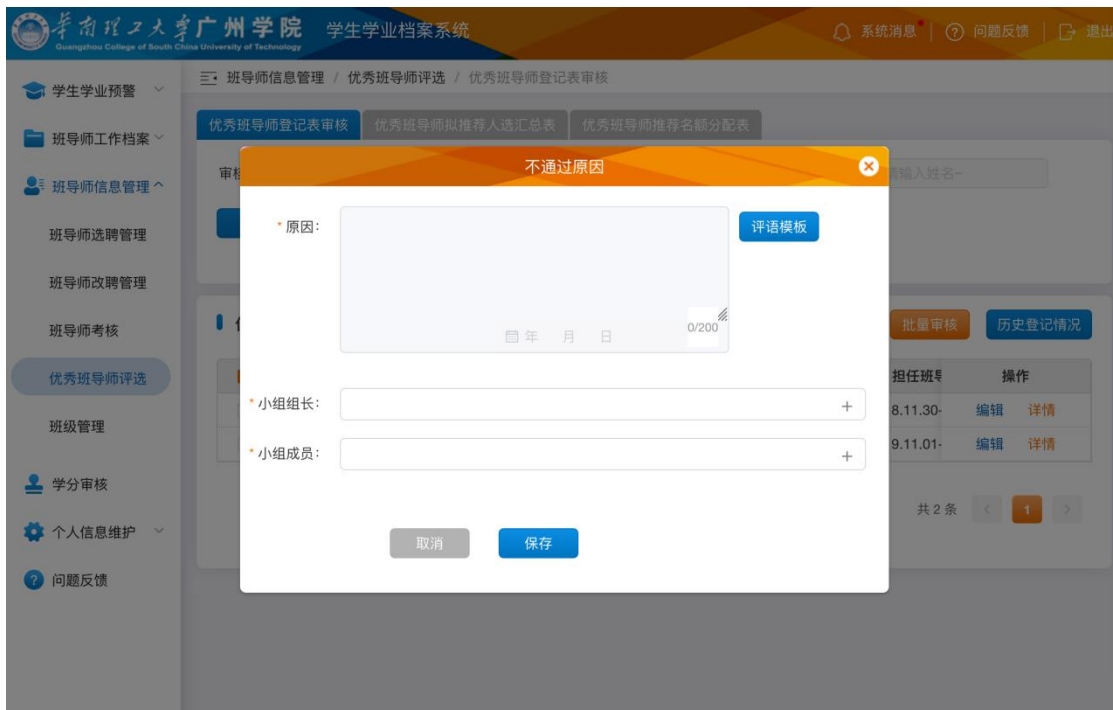 华南理工大学广州学院 学生学业档案系统 系统消息 问题反馈 退出
Guangzhou College of South China University of Technology
学生学业预警
班导师工作档案
班导师信息管理
班导师选聘管理
班导师改聘管理
班导师考核
优秀班导师评选
班级管理
学分审核
个人信息维护
问题反馈
班导师信息管理 / 优秀班导师评选 / 优秀班导师登记表审核
优秀班导师登记表审核 优秀班导师拟推荐人选汇总表 优秀班导师推荐名额分配表
请输入姓名~
不通过原因
*原因: 评语模板
年 月 日 0/200
*小组组长: +
*小组成员: +
取消 保存
批量审核 历史登记情况
担任班导 操作
8.11.30- 编辑 详情
9.11.01- 编辑 详情
共2条 < 1 >